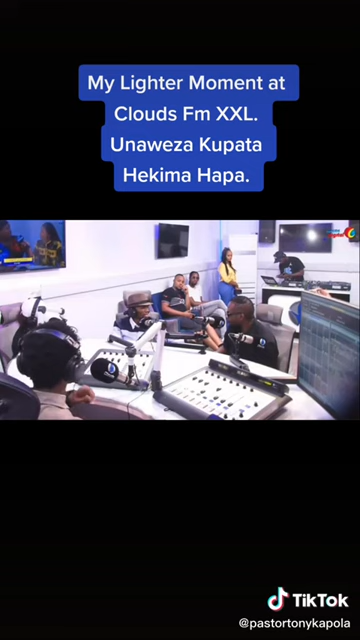 My Lighter Moment at
Clouds Fm XXL.
Unaweza Kupata
Hekima Hapa.
TikTok
@pastortonykapola